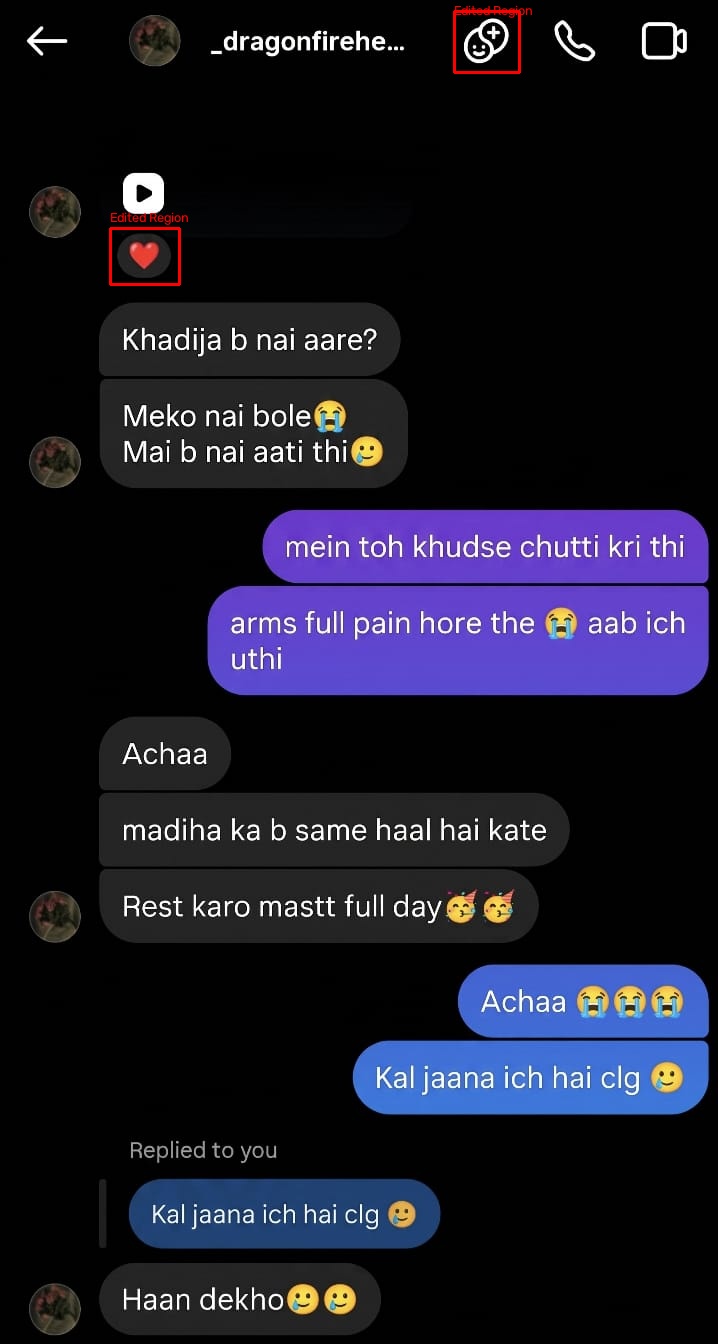 Edited Region
_dragonfirehe...
Edited Region
❤️
Khadija b nai aare?
Meko nai bole😭
Mai b nai aati thi🥲
mein toh khudse chutti kri thi
arms full pain hore the 😭 aab ich
uthi
Achaa
madiha ka b same haal hai kate
Rest karo mastt full day🥳🥳
Achaa 😭😭😭
Kal jaana ich hai clg 🥲
Replied to you
Kal jaana ich hai clg 🥲
Haan dekho🥲🥲